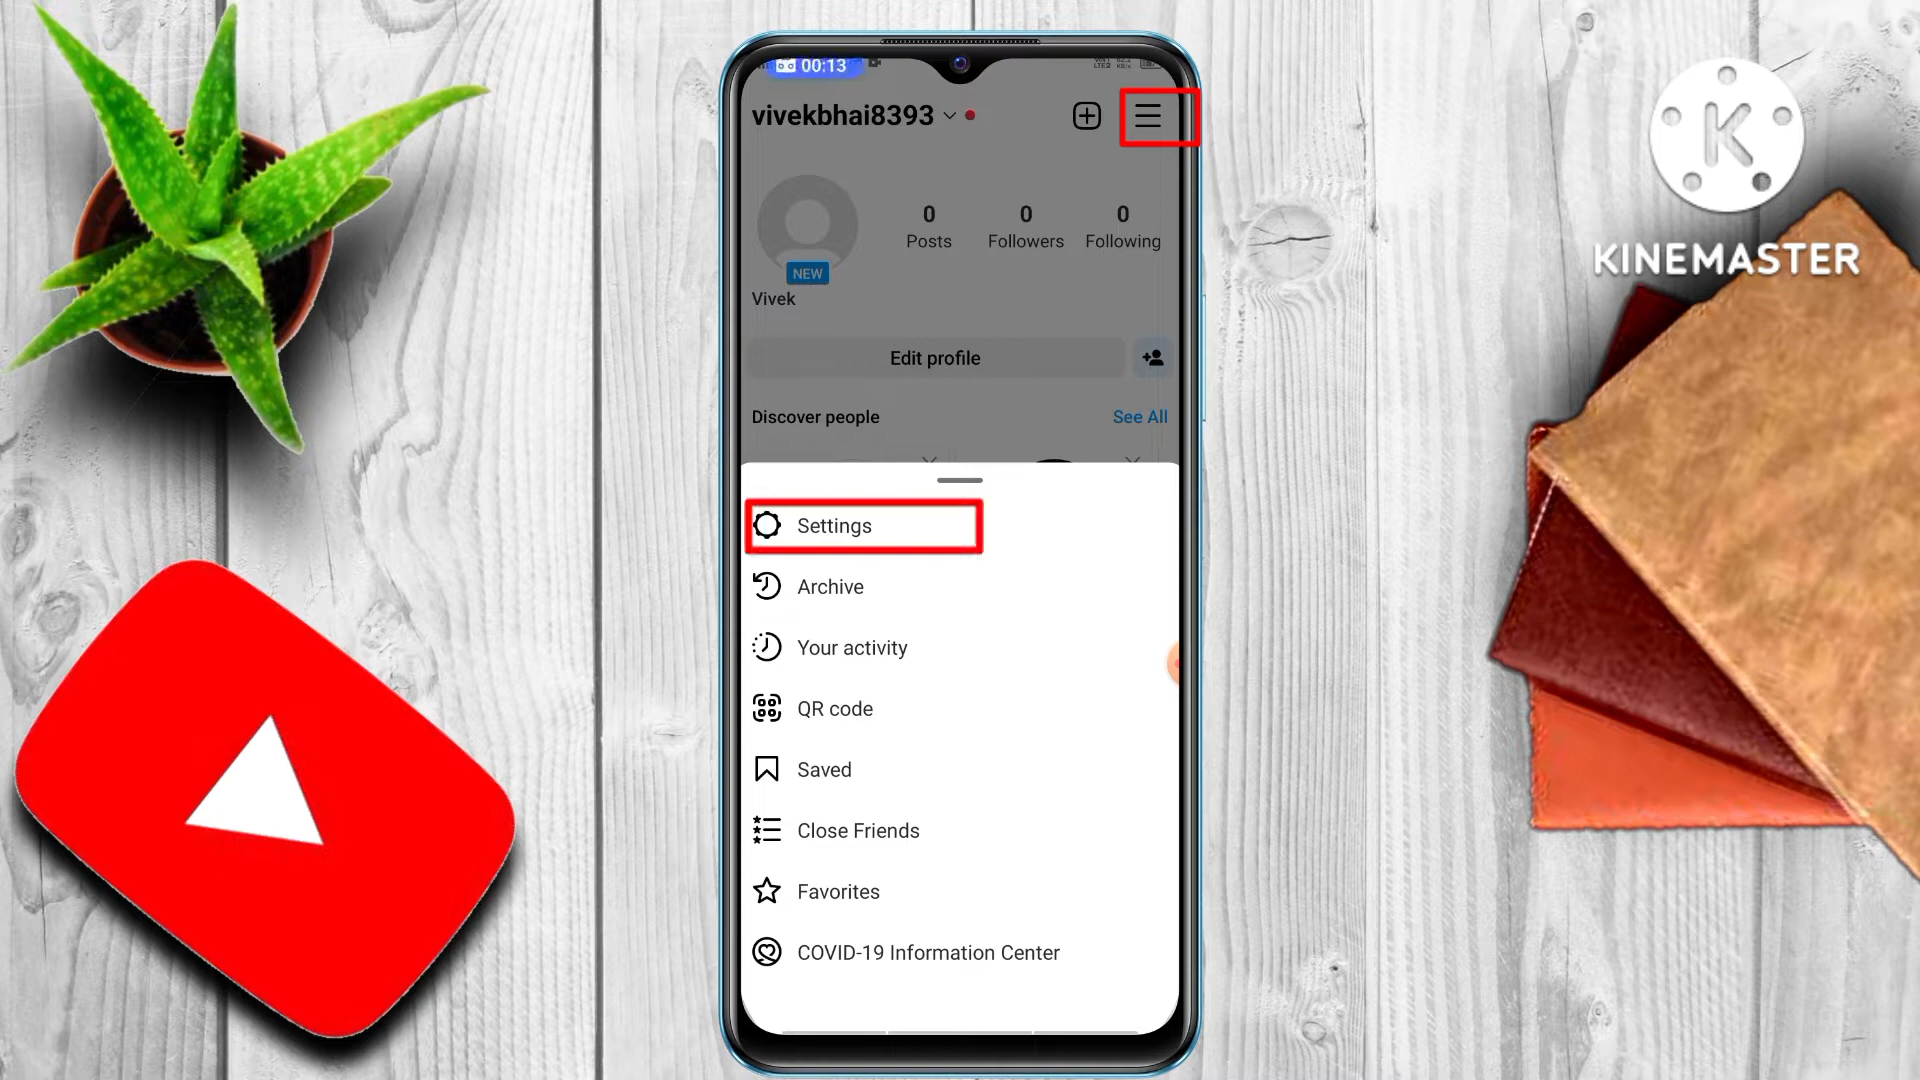 00:13
vivekbhai8393
0 0 0
Posts Followers Following
NEW
Vivek
Edit profile
Discover people See All
Settings
Archive
Your activity
QR code
Saved
Close Friends
Favorites
COVID-19 Information Center
K
KINEMASTER